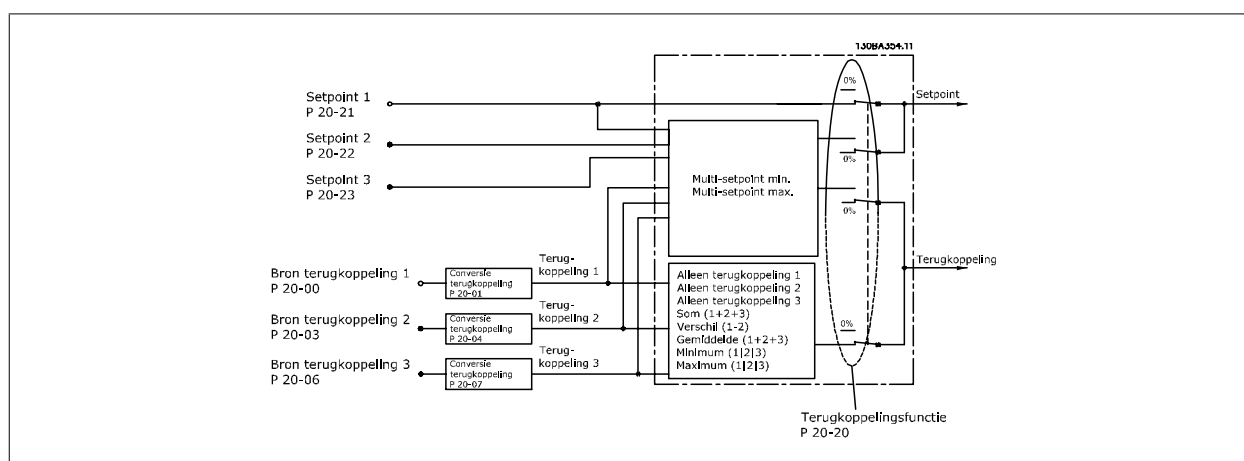 130BA354.11
0%
Setpoint 1
P 20-21
Setpoint
Setpoint 2
P 20-22
0%
Setpoint 3
P 20-23
Multi-setpoint min.
Multi-setpoint max.
0%
Bron terugkoppeling 1
P 20-00
Conversie
terugkoppeling
P 20-01
Terug-
koppeling 1
Terugkoppeling
Bron terugkoppeling 2
P 20-03
Conversie
terugkoppeling
P 20-04
Terug-
koppeling 2
Bron terugkoppeling 3
P 20-06
Conversie
terugkoppeling
P 20-07
Terug-
koppeling 3
Alleen terugkoppeling 1
Alleen terugkoppeling 2
Alleen terugkoppeling 3
Som (1+2+3)
Verschil (1-2)
Gemiddelde (1+2+3)
Minimum (1|2|3)
Maximum (1|2|3)
0%
Terugkoppelingsfunctie
P 20-20